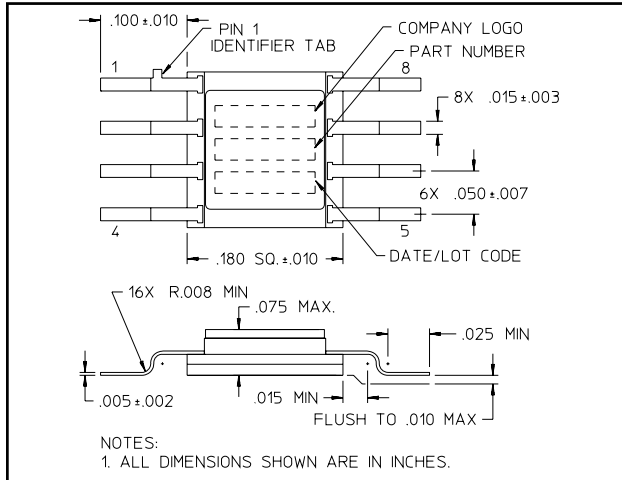 .100±.010
PIN 1
IDENTIFIER TAB
COMPANY LOGO
PART NUMBER
1
8
8X .015±.003
6X .050±.007
4
5
.180 SQ.±.010
DATE/LOT CODE
16X R.008 MIN
.075 MAX.
.025 MIN
.005±.002
.015 MIN
FLUSH TO .010 MAX
NOTES:
1. ALL DIMENSIONS SHOWN ARE IN INCHES.